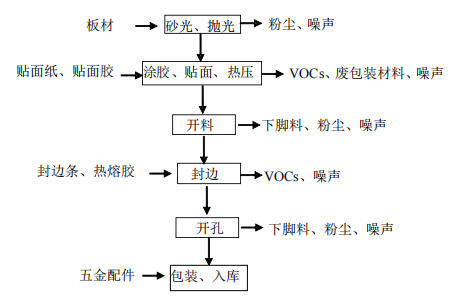 板材 砂光、抛光 粉尘、噪声
贴面纸、贴面胶 涂胶、贴面、热压 VOCs、废包装材料、噪声
开料 下脚料、粉尘、噪声
封边条、热熔胶 封边 VOCs、噪声
开孔 下脚料、粉尘、噪声
五金配件 包装、入库